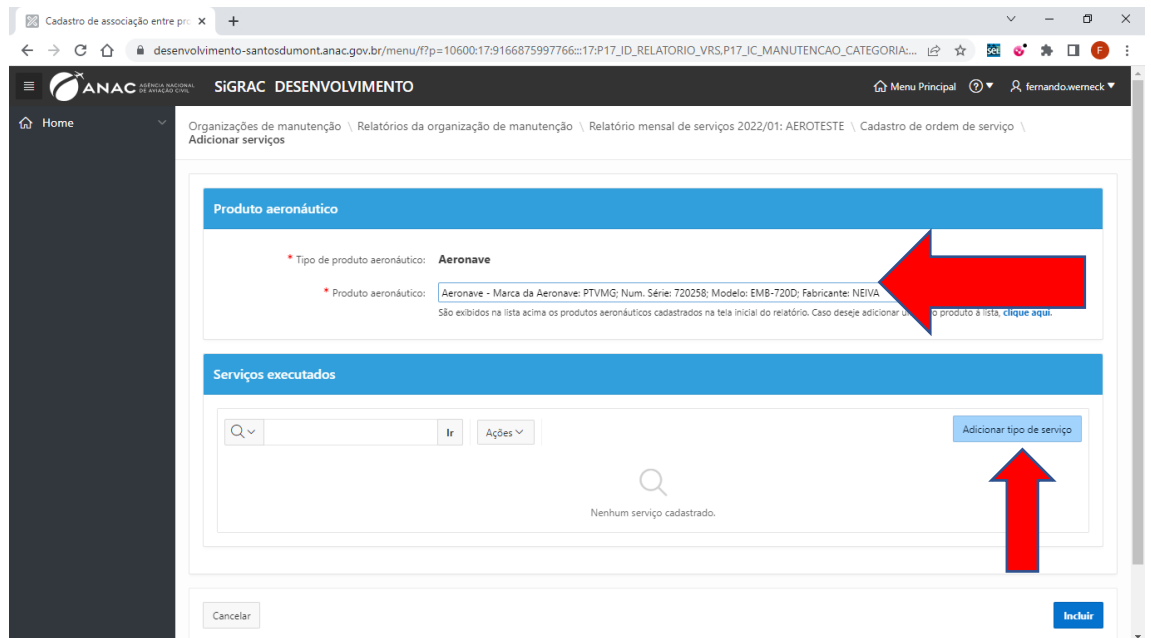 Cadastro de associação entre pro
desenvolvimento-santosdumont.anac.gov.br/menu/f?p=10600:17:9166875997766:::17:P17_ID_RELATORIO_VRS,P17_IC_MANUTENCAO_CATEGORIA:...
sei
F
ANAC AGÊNCIA NACIONAL DE AVIAÇÃO CIVIL
SiGRAC DESENVOLVIMENTO
Menu Principal
fernando.werneck
Home
Organizações de manutenção \ Relatórios da organização de manutenção \ Relatório mensal de serviços 2022/01: AEROTESTE \ Cadastro de ordem de serviço \
Adicionar serviços
Produto aeronáutico
* Tipo de produto aeronáutico: Aeronave
* Produto aeronáutico: Aeronave - Marca da Aeronave: PTVMG; Num. Série: 720258; Modelo: EMB-720D; Fabricante: NEIVA
São exibidos na lista acima os produtos aeronáuticos cadastrados na tela inicial do relatório. Caso deseje adicionar produto à lista, clique aqui.
Serviços executados
Ir
Ações
Adicionar tipo de serviço
Nenhum serviço cadastrado.
Cancelar
Incluir